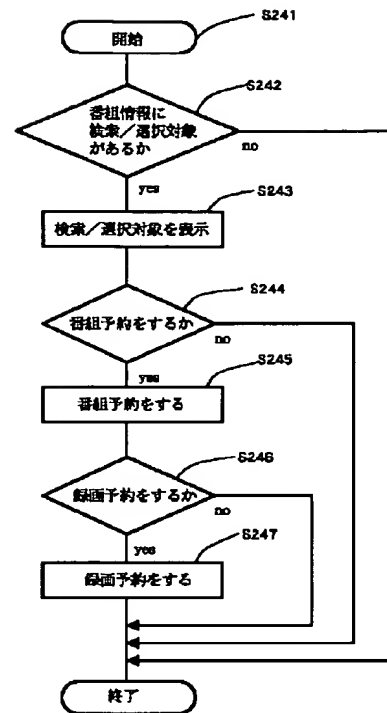 S241
開始
S242
番組情報に
検索／選択対象
があるか
no
yes
S243
検索／選択対象を表示
S244
番組予約をするか
no
yes
S245
番組予約をする
S246
録画予約をするか
no
yes
S247
録画予約をする
終了